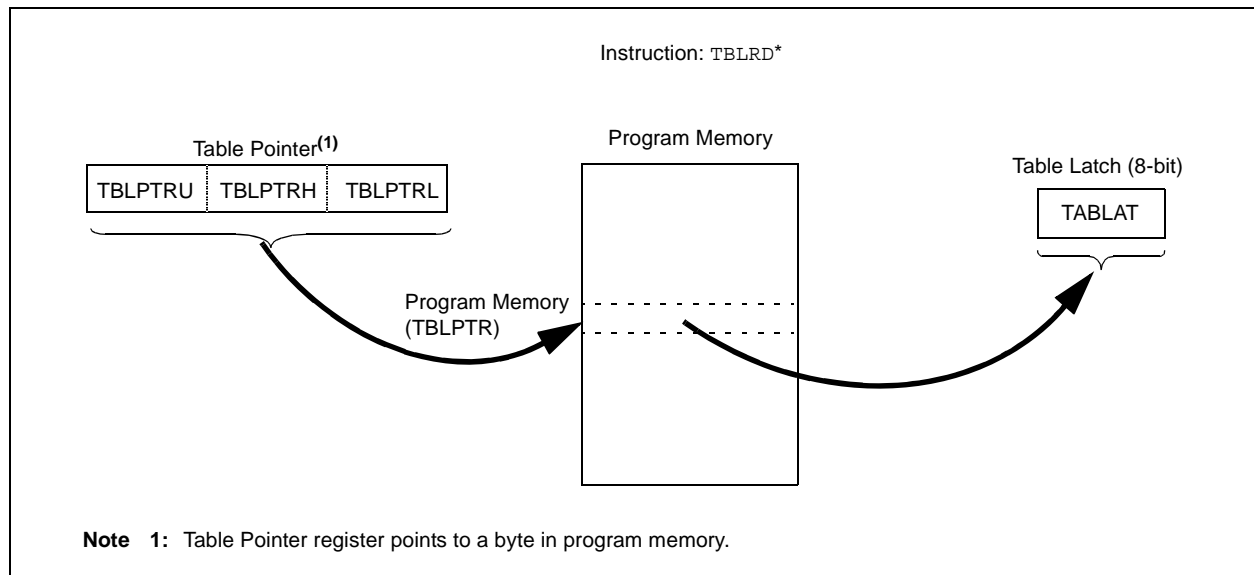 Instruction: TBLRD*
Table Pointer(1)
TBLPTRU TBLPTRH TBLPTRL
Program Memory
(TBLPTR)
Program Memory
Table Latch (8-bit)
TABLAT
Note 1: Table Pointer register points to a byte in program memory.